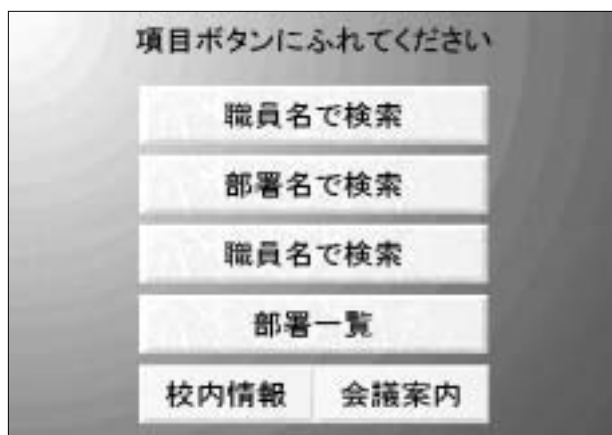 項目ボタンにふれてください
職員名で検索
部署名で検索
職員名で検索
部署一覧
校内情報 会議案内